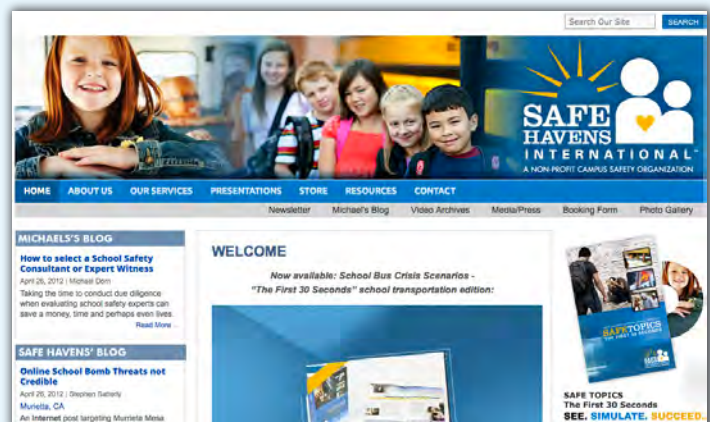 Search Our Site SEARCH
SAFE
HAVENS
INTERNATIONAL
A NON-PROFIT CAMPUS SAFETY ORGANIZATION
HOME ABOUT US OUR SERVICES PRESENTATIONS STORE RESOURCES CONTACT
Newsletter Michael's Blog Video Archives Media/Press Booking Form Photo Gallery
MICHAELS'S BLOG
How to select a School Safety
Consultant or Expert Witness
April 26, 2012 | Michael Dorn
Taking the time to conduct due diligence
when evaluating school safety experts can
save a money, time and perhaps even lives.
Read More
SAFE HAVENS' BLOG
Online School Bomb Threats not
Credible
April 26, 2012 | Stephen Satterly
Murietta, CA
An Internet post targeting Murrieta Mesa
WELCOME
Now available: School Bus Crisis Scenarios -
"The First 30 Seconds" school transportation edition:
SAFETOPICS
THE FIRST 30 SECONDS
SAFE TOPICS
The First 30 Seconds
SEE. SIMULATE. SUCCEED.